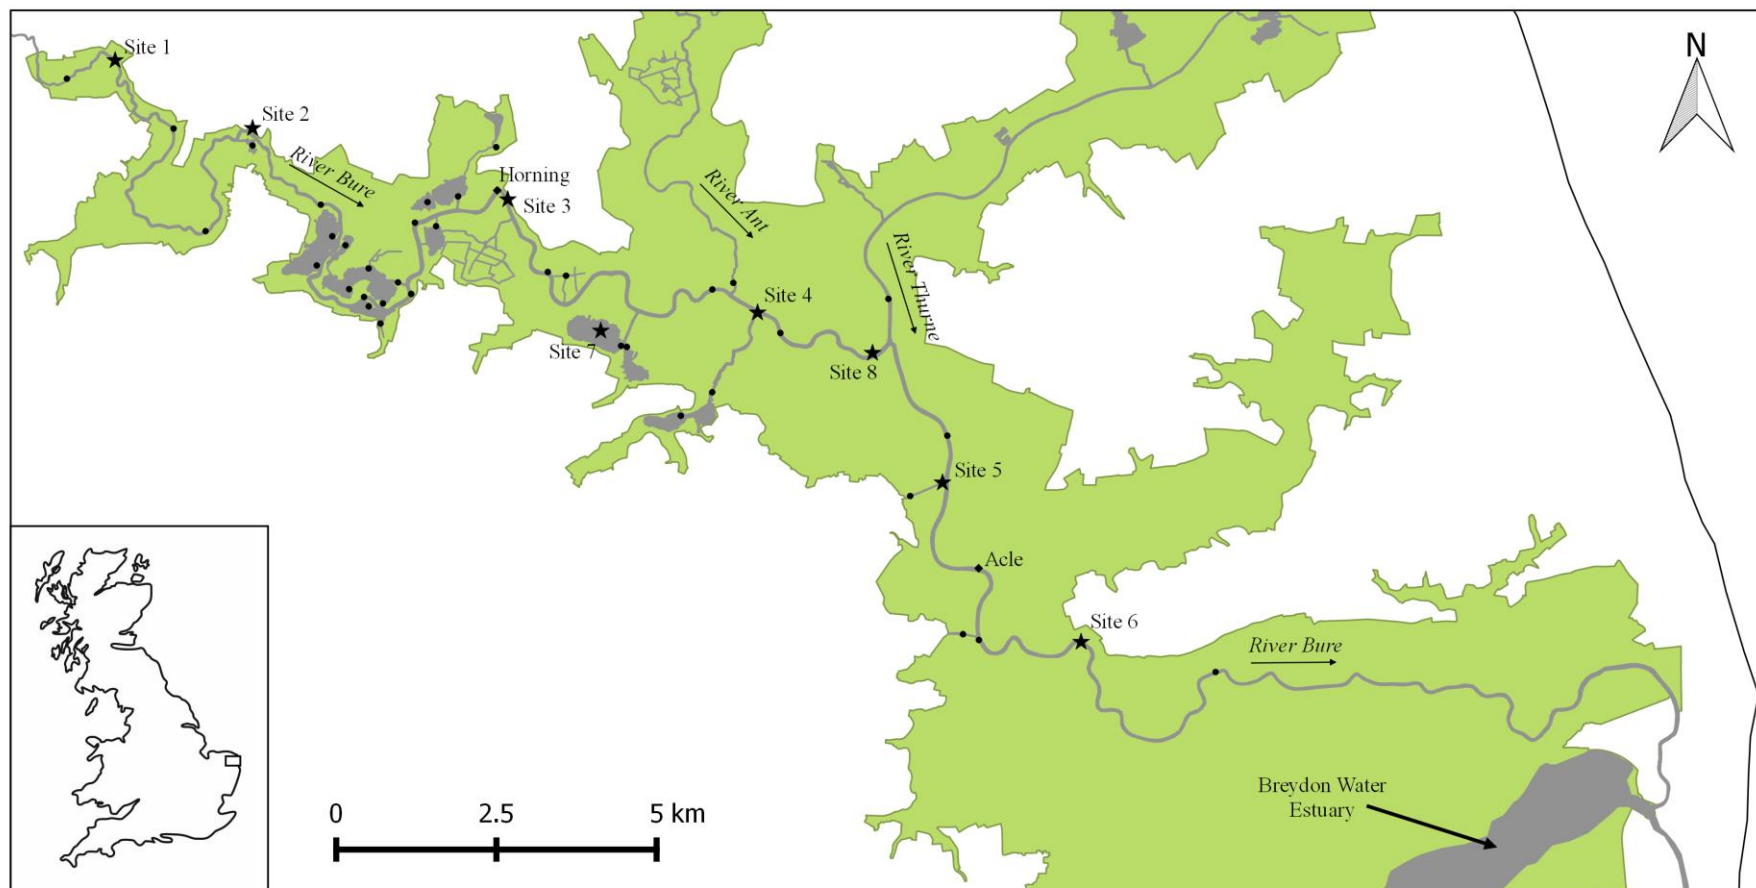 Site 1
N
Site 2
River Bure
Horning
Site 3
River Ant
River Thurne
Site 4
Site 7
Site 8
Site 5
Acle
Site 6
River Bure
Breydon Water
Estuary
0 2.5 5 km